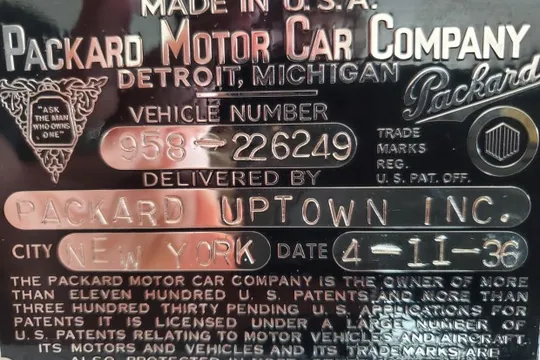 MADE IN U.S.A.
PACKARD MOTOR CAR COMPANY
DETROIT, MICHIGAN
Packard
"ASK
THE MAN
WHO OWNS
ONE"
VEHICLE NUMBER
958-226249
TRADE
MARKS
REG.
U.S. PAT. OFF.
DELIVERED BY
PACKARD UPTOWN INC.
CITY NEW YORK DATE 4-11-36
THE PACKARD MOTOR CAR COMPANY IS THE OWNER OF MORE
THAN ELEVEN HUNDRED U. S. PATENTS AND MORE THAN
THREE HUNDRED THIRTY PENDING U. S. APPLICATIONS FOR
PATENTS IT IS LICENSED UNDER A LARGE NUMBER OF
U. S. PATENTS RELATING TO MOTOR VEHICLES AND AIRCRAFT.
ITS MOTORS AND VEHICLES AND ITS TRADEMARKS ARE